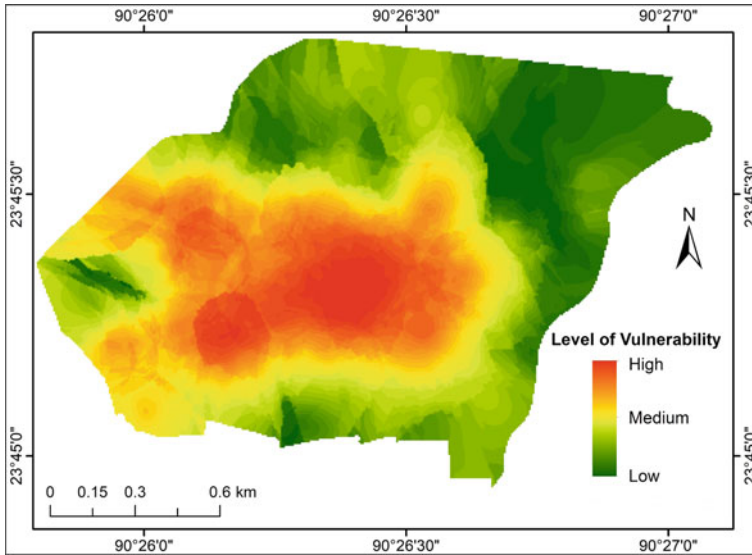 90°26'0" 90°26'30" 90°27'0"
23°45'30" 23°45'30"
N
Level of Vulnerability
High
Medium
Low
23°45'0" 23°45'0"
0 0.15 0.3 0.6 km
90°26'0" 90°26'30" 90°27'0"